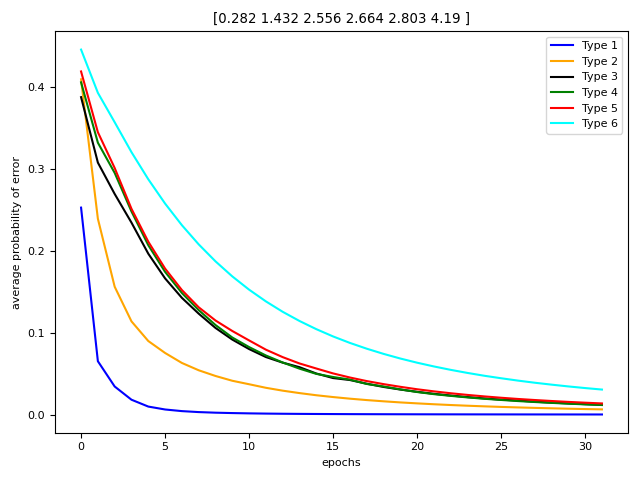 [0.282 1.432 2.556 2.664 2.803 4.19 ]
Type 1
Type 2
Type 3
Type 4
Type 5
Type 6
average probability of error
0.4
0.3
0.2
0.1
0.0
0 5 10 15 20 25 30
epochs